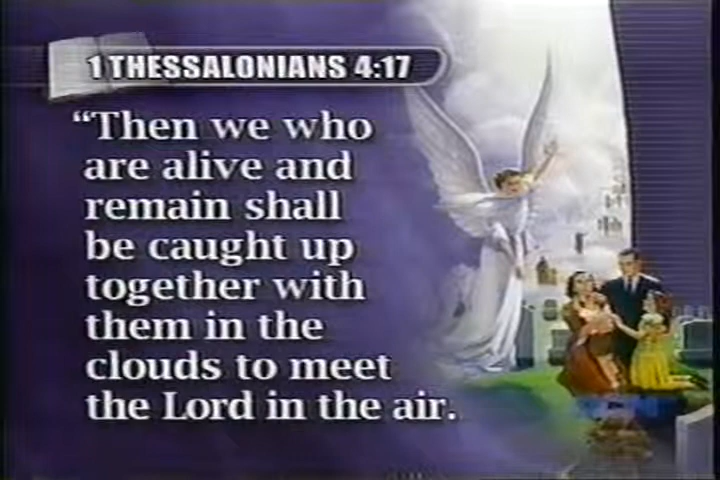 1 THESSALONIANS 4:17
“Then we who
are alive and
remain shall
be caught up
together with
them in the
clouds to meet
the Lord in the air.